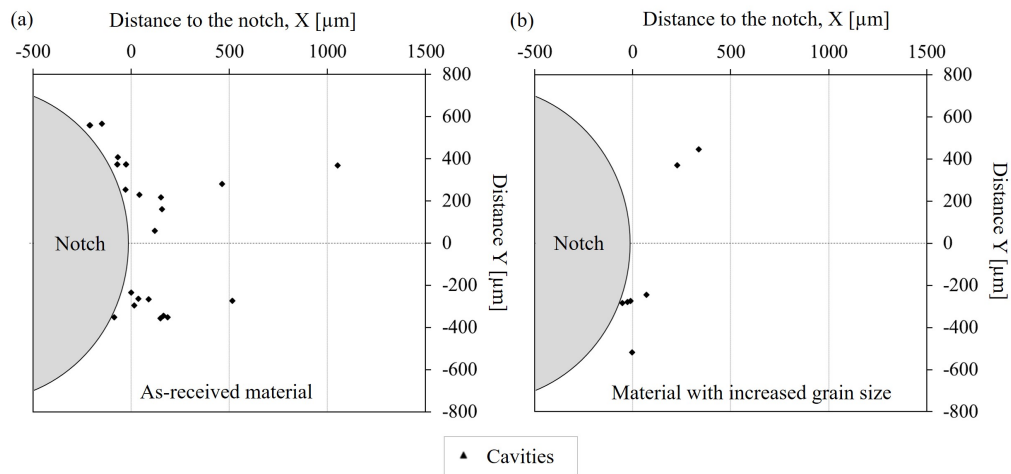 (a)
Distance to the notch, X [µm]
-500 0 500 1000 1500
800
600
400
200
0
-200
-400
-600
-800
Distance Y [µm]
Notch
As-received material
(b)
Distance to the notch, X [µm]
-500 0 500 1000 1500
800
600
400
200
0
-200
-400
-600
-800
Distance Y [µm]
Notch
Material with increased grain size
Cavities